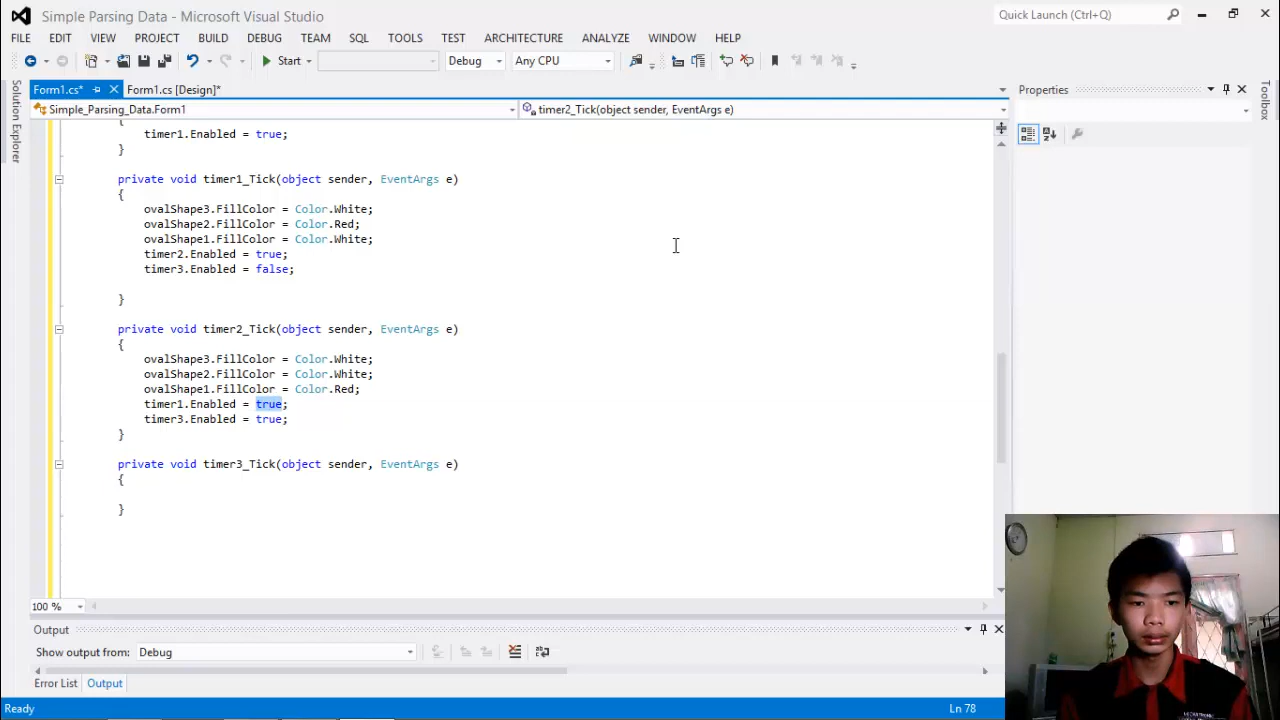 Simple Parsing Data - Microsoft Visual Studio
Quick Launch (Ctrl+Q)
FILE EDIT VIEW PROJECT BUILD DEBUG TEAM SQL TOOLS TEST ARCHITECTURE ANALYZE WINDOW HELP
Start Debug Any CPU
Solution Explorer
Form1.cs* Form1.cs [Design]*
Properties
Toolbox
Simple_Parsing_Data.Form1 timer2_Tick(object sender, EventArgs e)
{
timer1.Enabled = true;
}
private void timer1_Tick(object sender, EventArgs e)
{
ovalShape3.FillColor = Color.White;
ovalShape2.FillColor = Color.Red;
ovalShape1.FillColor = Color.White;
timer2.Enabled = true;
timer3.Enabled = false;
}
private void timer2_Tick(object sender, EventArgs e)
{
ovalShape3.FillColor = Color.White;
ovalShape2.FillColor = Color.White;
ovalShape1.FillColor = Color.Red;
timer1.Enabled = true;
timer3.Enabled = true;
}
private void timer3_Tick(object sender, EventArgs e)
{
}
100 %
Output
Show output from: Debug
Error List Output
Ready Ln 78